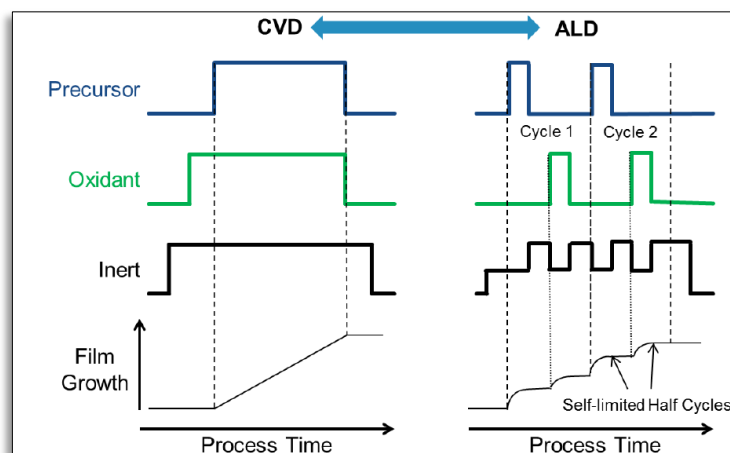 CVD
ALD
Precursor
Cycle 1
Cycle 2
Oxidant
Inert
Film
Growth
Self-limited Half Cycles
Process Time
Process Time